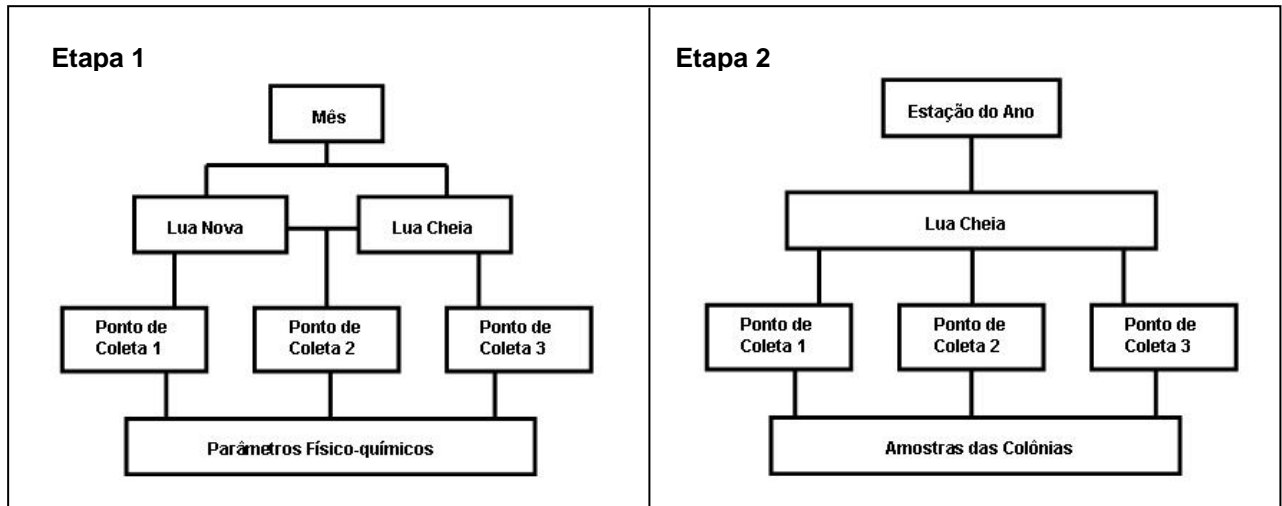 Etapa 1
Mês
Lua Nova
Lua Cheia
Ponto de
Coleta 1
Ponto de
Coleta 2
Ponto de
Coleta 3
Parâmetros Físico-químicos
Etapa 2
Estação do Ano
Lua Cheia
Ponto de
Coleta 1
Ponto de
Coleta 2
Ponto de
Coleta 3
Amostras das Colônias